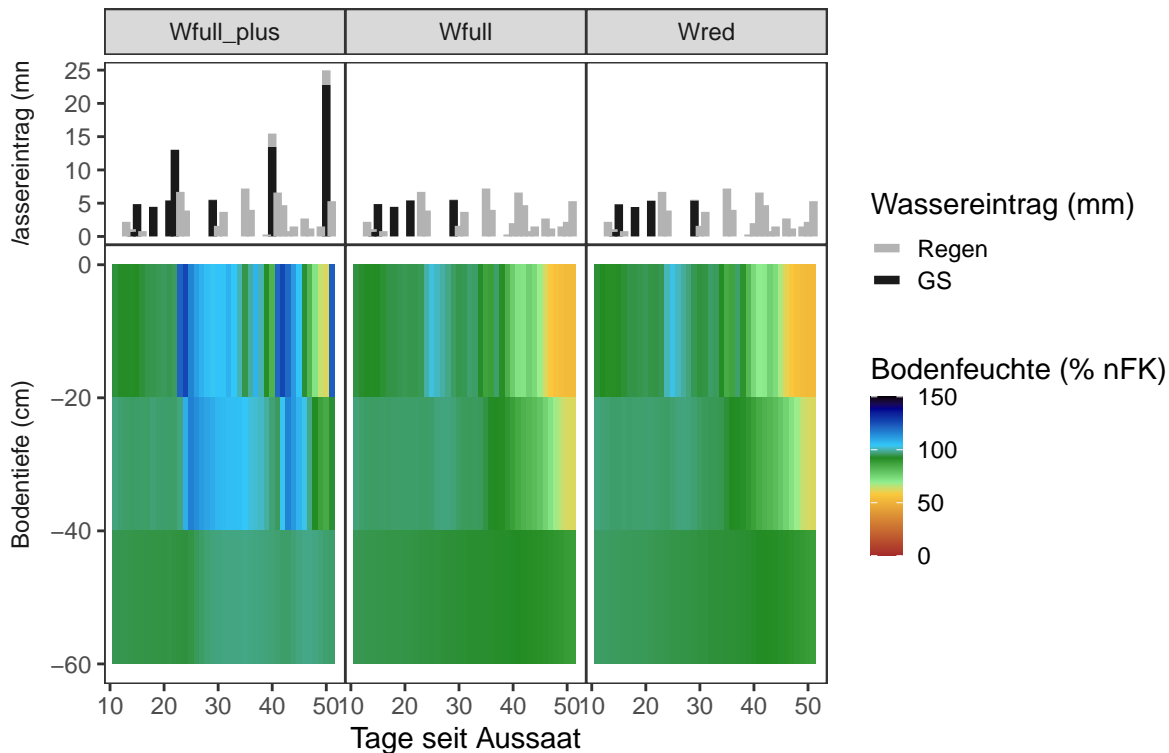 Wfull_plus Wfull Wred
/assereintrag (mn
25
20
15
10
5
0
Wassereintrag (mm)
Regen
GS
Bodentiefe (cm)
0
−20
−40
−60
Bodenfeuchte (% nFK)
150
100
50
0
10 20 30 40 50 10 20 30 40 50 10 20 30 40 50
Tage seit Aussaat